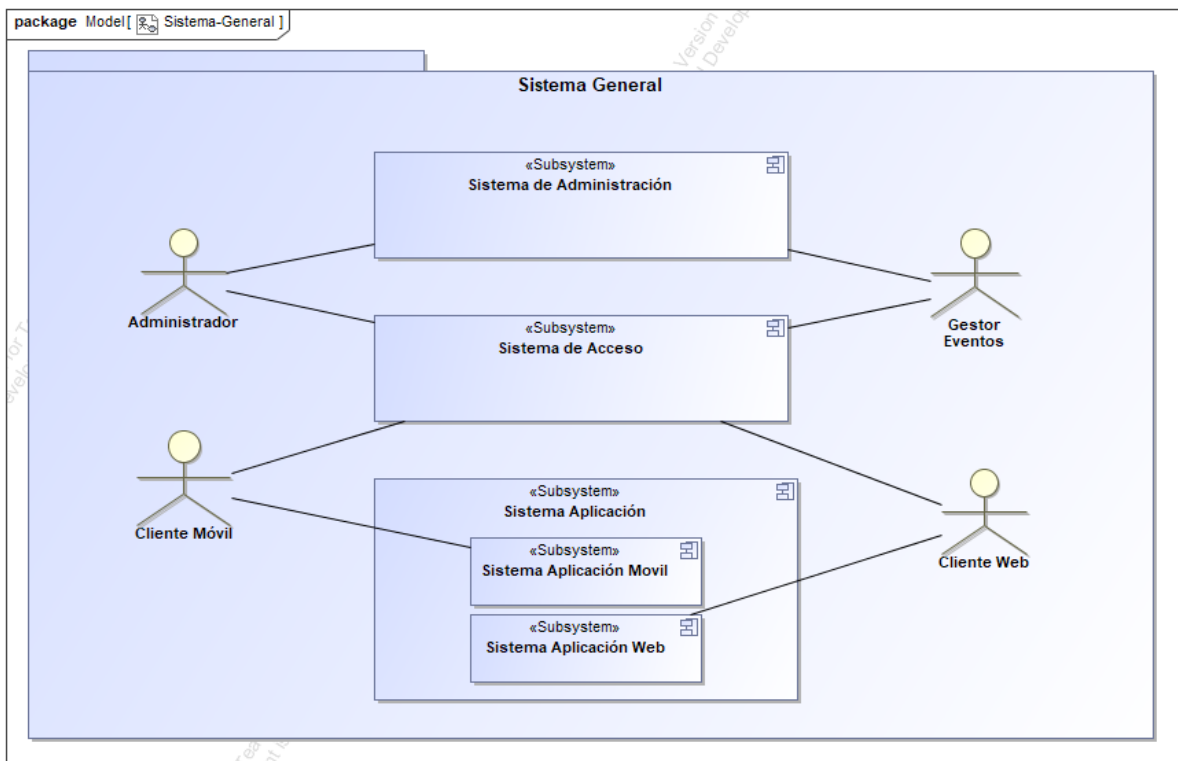 package Model[ Sistema-General ]
Version
Sistema General
«Subsystem»
Sistema de Administración
Administrador
Gestor
Eventos
«Subsystem»
Sistema de Acceso
Cliente Móvil
Cliente Web
«Subsystem»
Sistema Aplicación
«Subsystem»
Sistema Aplicación Movil
«Subsystem»
Sistema Aplicación Web